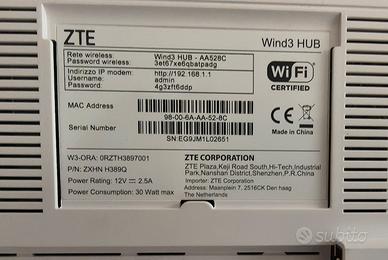 ZTE
Wind3 HUB
Rete wireless: Wind3 HUB - AA528C
Password wireless: 3et67xe6qbatpadg
Indirizzo IP modem: http://192.168.1.1
Username: admin
Password: 4g3zft6ddp
Wi Fi
CERTIFIED
MAC Address
98-00-6A-AA-52-8C
Serial Number
SN:EG9JM1L02651
CE
W3-ORA: 0RZTH3897001
P/N: ZXHN H389Q
Power Rating: 12V ⎓ 2.5A
Power Consumption: 30 Watt max
ZTE CORPORATION
ZTE Plaza,Keji Road South,Hi-Tech,Industrial
Park,Nanshan District,Shenzhen,P.R.China
Importer: ZTE Corporation
Address: Maanplein 7, 2516CK Den haag
The Netherlands
subito